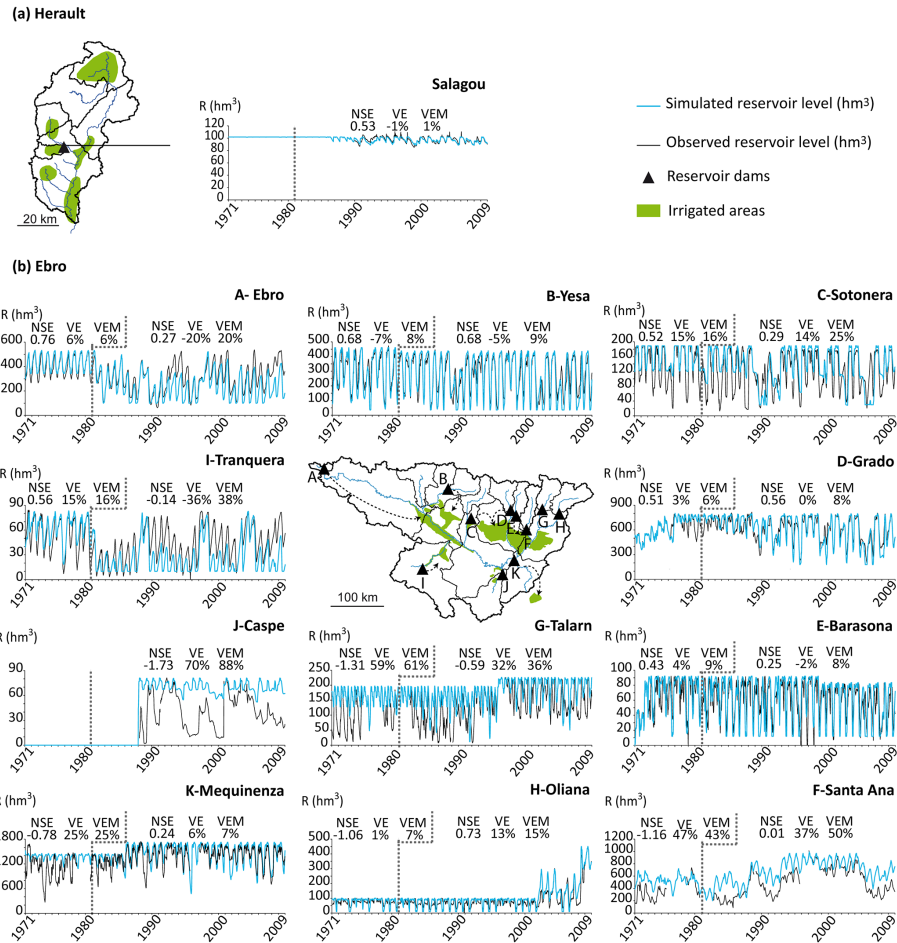 (a) Herault
Salagou
R (hm³)
NSE VE VEM
0.53 -1% 1%
120
100
80
60
40
20
0
1971 1980 1990 2000 2009
20 km
Simulated reservoir level (hm³)
Observed reservoir level (hm³)
Reservoir dams
Irrigated areas
(b) Ebro
A- Ebro
R (hm³)
NSE VE VEM NSE VE VEM
0.76 6% 6% 0.27 -20% 20%
600
400
200
0
1971 1980 1990 2000 2009
B-Yesa
R (hm³)
NSE VE VEM NSE VE VEM
0.68 -7% 8% 0.68 -5% 9%
500
400
300
200
100
0
1971 1980 1990 2000 2009
C-Sotonera
R (hm³)
NSE VE VEM NSE VE VEM
0.52 15% 16% 0.29 14% 25%
200
160
120
80
40
0
1971 1980 1990 2000 2009
I-Tranquera
R (hm³)
NSE VE VEM NSE VE VEM
0.56 15% 16% -0.14 -36% 38%
90
60
30
0
1971 1980 1990 2000 2009
A
B
C
D
E
F
G
H
I
J
K
100 km
D-Grado
R (hm³)
NSE VE VEM NSE VE VEM
0.51 3% 6% 0.56 0% 8%
900
600
300
0
1971 1980 1990 2000 2009
J-Caspe
R (hm³)
NSE VE VEM
-1.73 70% 88%
90
60
30
0
1971 1980 1990 2000 2009
G-Talarn
R (hm³)
NSE VE VEM NSE VE VEM
-1.31 59% 61% -0.59 32% 36%
250
200
150
100
50
0
1971 1980 1990 2000 2009
E-Barasona
R (hm³)
NSE VE VEM NSE VE VEM
0.43 4% 9% 0.25 -2% 8%
100
80
60
40
20
0
1971 1980 1990 2000 2009
K-Mequinenza
R (hm³)
NSE VE VEM NSE VE VEM
-0.78 25% 25% 0.24 6% 7%
1800
1200
600
0
1971 1980 1990 2000 2009
H-Oliana
R (hm³)
NSE VE VEM NSE VE VEM
-1.06 1% 7% 0.73 13% 15%
500
400
300
200
100
0
1971 1980 1990 2000 2009
F-Santa Ana
R (hm³)
NSE VE VEM NSE VE VEM
-1.16 47% 43% 0.01 37% 50%
1200
1000
800
600
400
200
0
1971 1980 1990 2000 2009